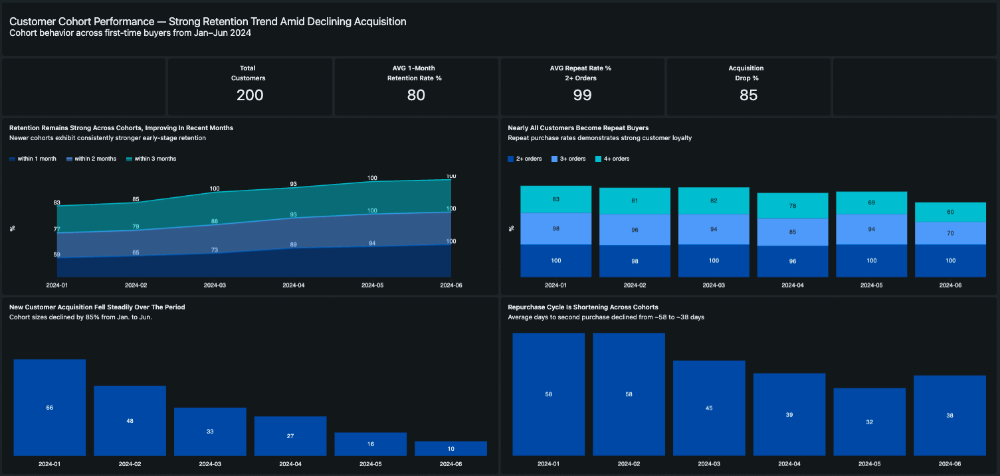 Customer Cohort Performance — Strong Retention Trend Amid Declining Acquisition
Cohort behavior across first-time buyers from Jan–Jun 2024
Total
Customers
200
AVG 1-Month
Retention Rate %
80
AVG Repeat Rate %
2+ Orders
99
Acquisition
Drop %
85
Retention Remains Strong Across Cohorts, Improving In Recent Months
Newer cohorts exhibit consistently stronger early-stage retention
within 1 month within 2 months within 3 months
%
83 85 100 93 100 100
77 79 88 93 100 100
59 65 73 89 94 100
2024-01 2024-02 2024-03 2024-04 2024-05 2024-06
Nearly All Customers Become Repeat Buyers
Repeat purchase rates demonstrates strong customer loyalty
2+ orders 3+ orders 4+ orders
%
83 81 82 78 69 60
98 96 94 85 94 70
100 98 100 96 100 100
2024-01 2024-02 2024-03 2024-04 2024-05 2024-06
New Customer Acquisition Fell Steadily Over The Period
Cohort sizes declined by 85% from Jan. to Jun.
66 48 33 27 16 10
2024-01 2024-02 2024-03 2024-04 2024-05 2024-06
Repurchase Cycle Is Shortening Across Cohorts
Average days to second purchase declined from ~58 to ~38 days
58 58 45 39 32 38
2024-01 2024-02 2024-03 2024-04 2024-05 2024-06